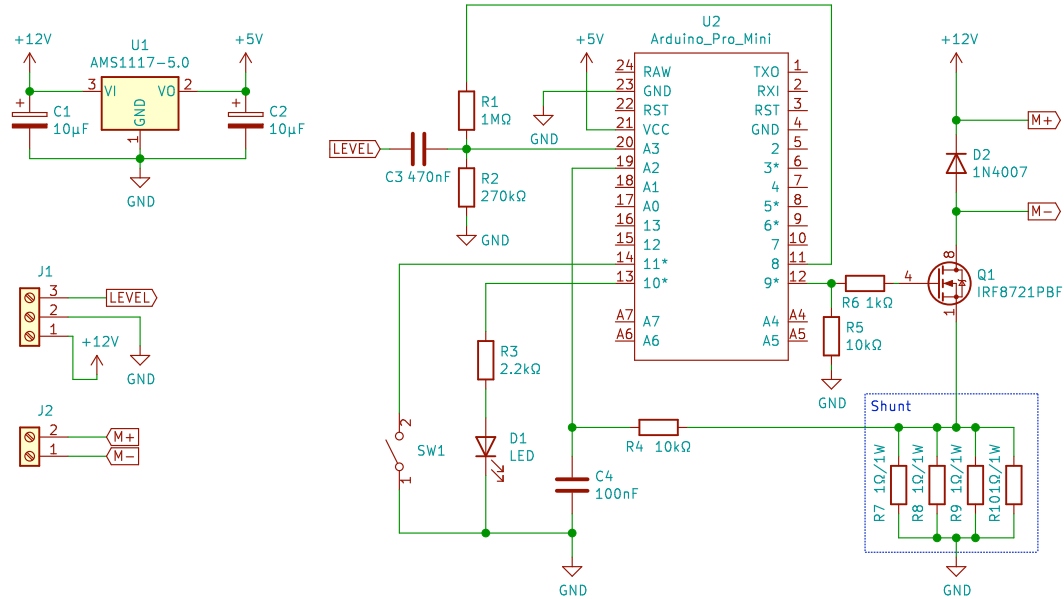 +12V
U1
AMS1117-5.0
+5V
3 VI VO 2
GND
1
+
C1
10µF
+
C2
10µF
GND
J1
3 LEVEL
2
1
+12V
GND
J2
2 M+
1 M-
U2
Arduino_Pro_Mini
+5V
GND
24 RAW
23 GND
22 RST
21 VCC
20 A3
19 A2
18 A1
17 A0
16 13
15 12
14 11*
13 10*
A7 A7
A6 A6
TXO 1
RXI 2
RST 3
GND 4
2 5
3* 6
4 7
5* 8
6* 9
7 10
8 11
9* 12
A4 A4
A5 A5
R1
1MΩ
LEVEL
C3 470nF
R2
270kΩ
GND
R3
2.2kΩ
2
SW1
1
D1
LED
R4 10kΩ
C4
100nF
GND
+12V
M+
D2
1N4007
M-
8
Q1
IRF8721PBF
4
1
R6 1kΩ
R5
10kΩ
GND
Shunt
R7 1Ω/1W
R8 1Ω/1W
R9 1Ω/1W
R10 1Ω/1W
GND